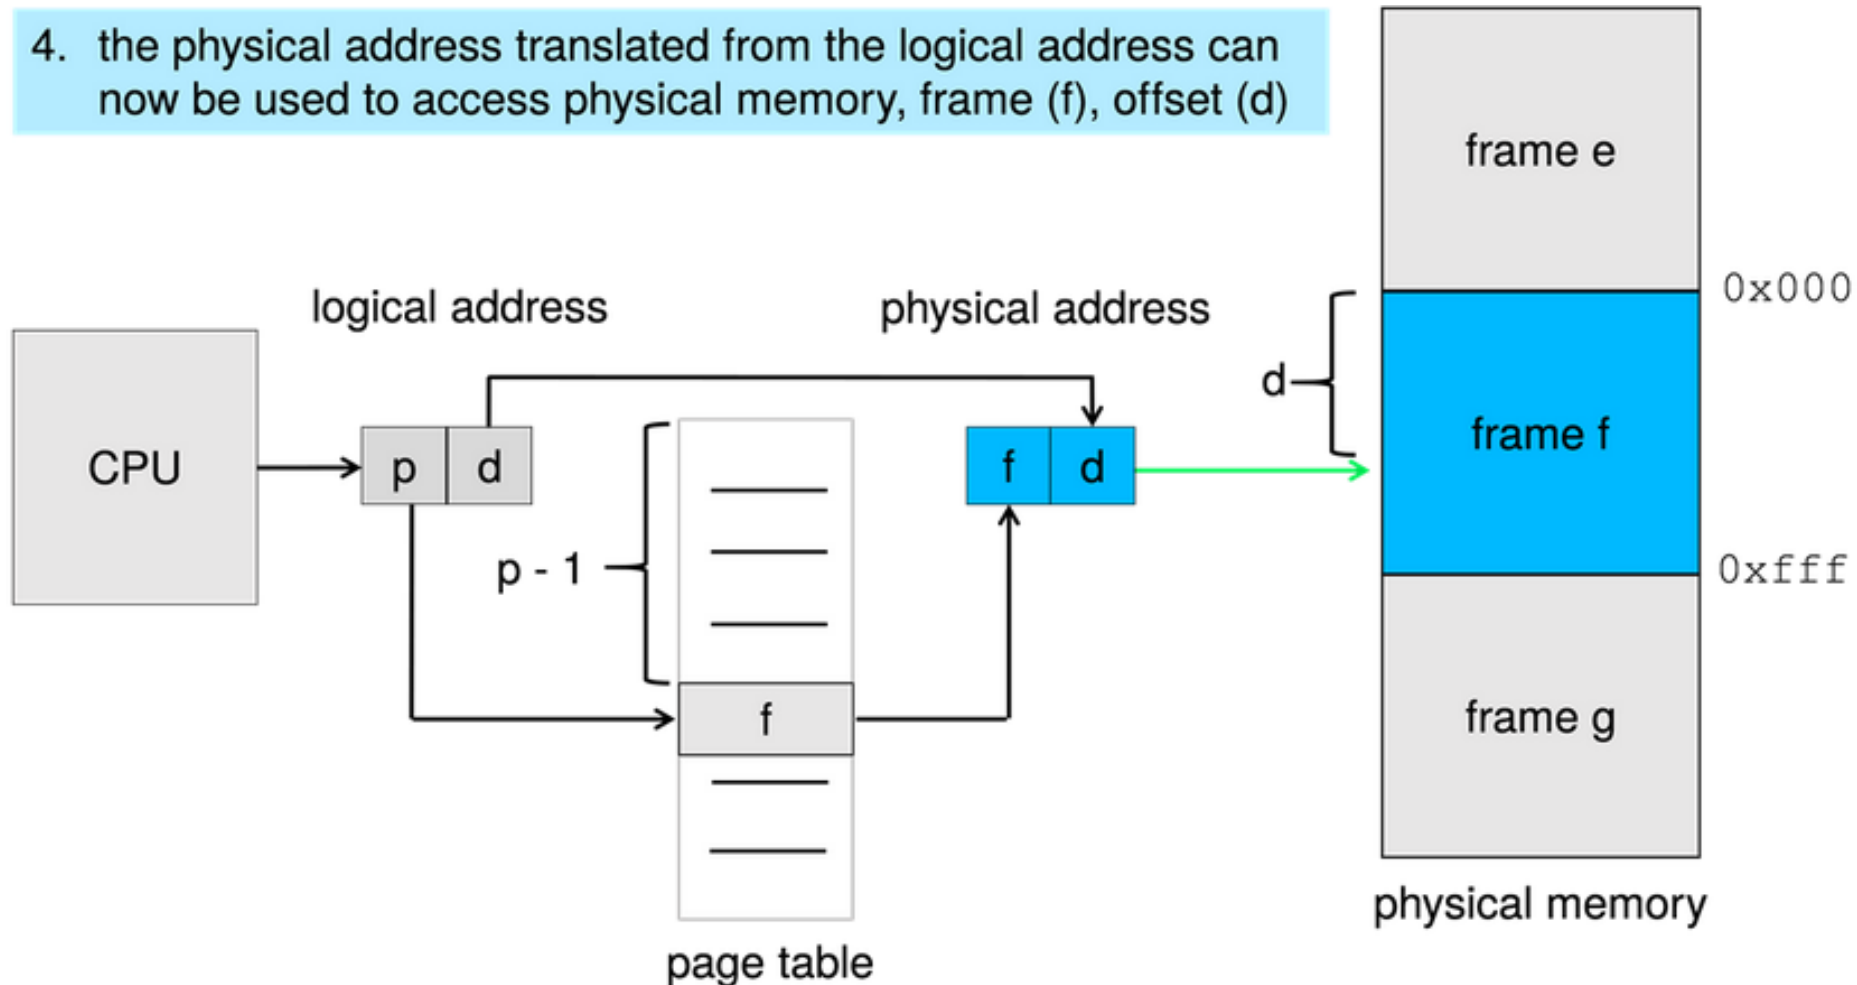 4. the physical address translated from the logical address can
now be used to access physical memory, frame (f), offset (d)
frame e
0x000
logical address
physical address
d
CPU
p d
f d
frame f
p - 1
0xfff
f
frame g
physical memory
page table